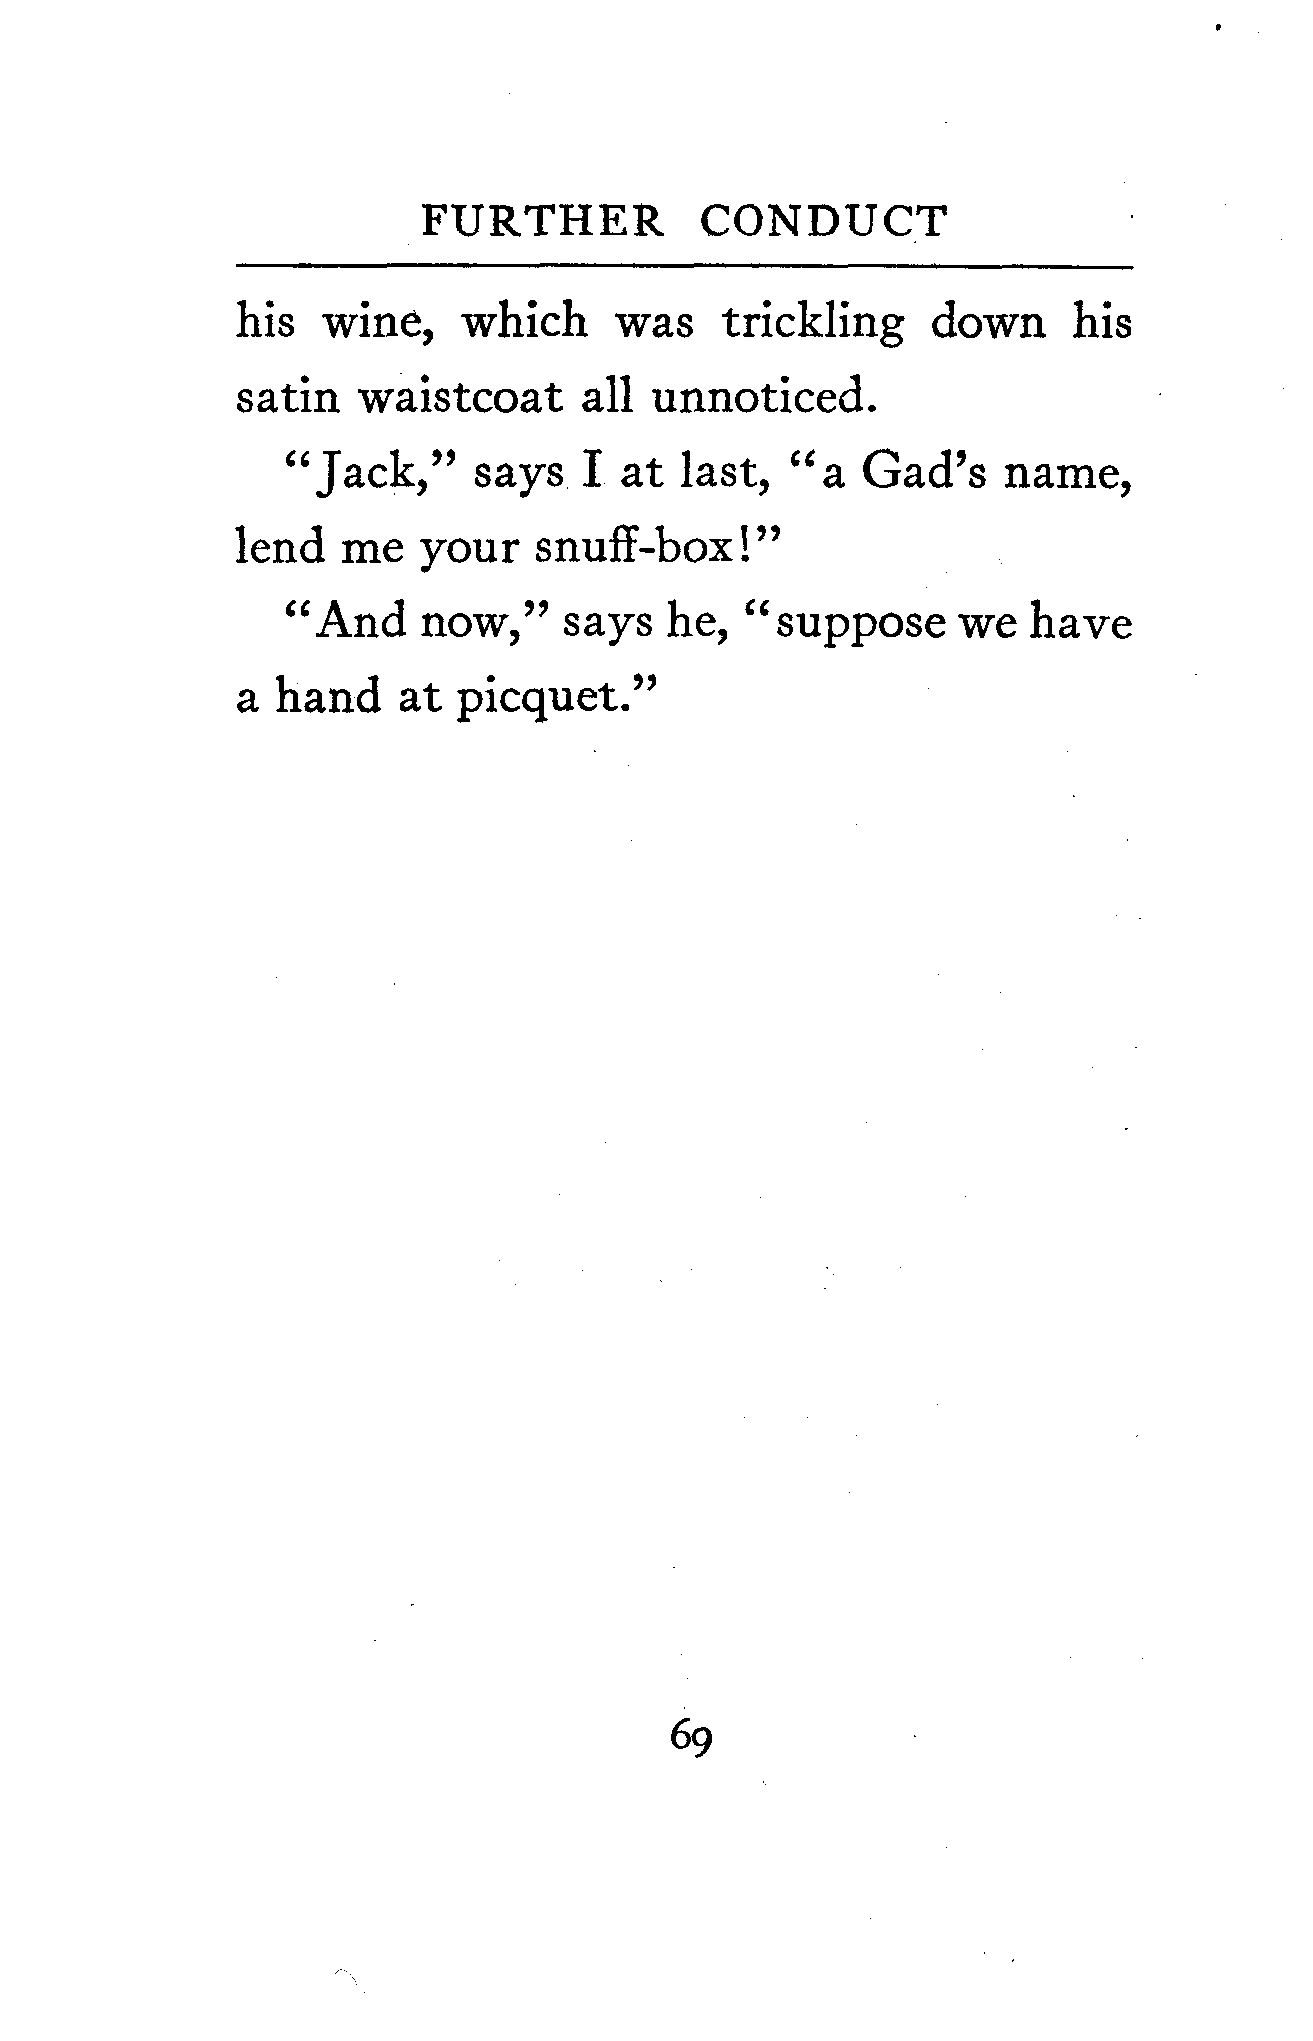 FURTHER CONDUCT
his wine, which was trickling down his
satin waistcoat all unnoticed.
“Jack,” says I at last, “a Gad’s name,
lend me your snuff-box!”
“And now,” says he, “suppose we have
a hand at picquet.”
69